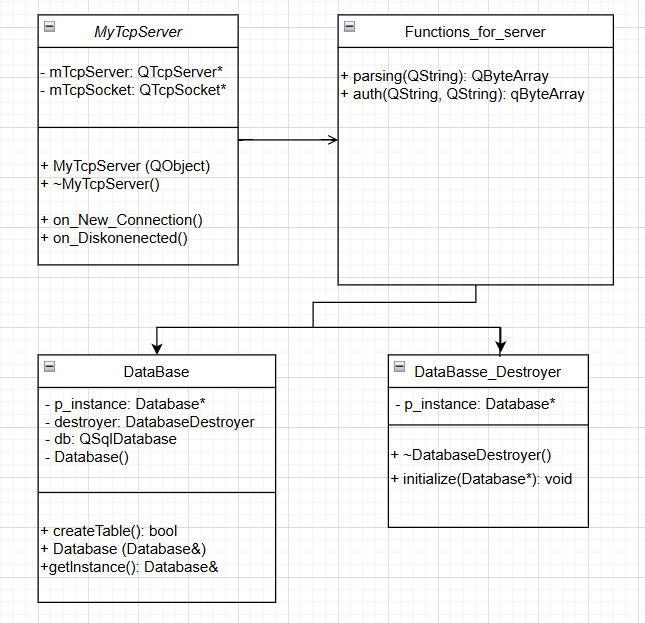 MyTcpServer
- mTcpServer: QTcpServer*
- mTcpSocket: QTcpSocket*
+ MyTcpServer (QObject)
+ ~MyTcpServer()
+ on_New_Connection()
+ on_Diskonenected()
Functions_for_server
+ parsing(QString): QByteArray
+ auth(QString, QString): qByteArray
DataBase
- p_instance: Database*
- destroyer: DatabaseDestroyer
- db: QSqlDatabase
- Database()
+ createTable(): bool
+ Database (Database&)
+getInstance(): Database&
DataBasse_Destroyer
- p_instance: Database*
+ ~DatabaseDestroyer()
+ initialize(Database*): void